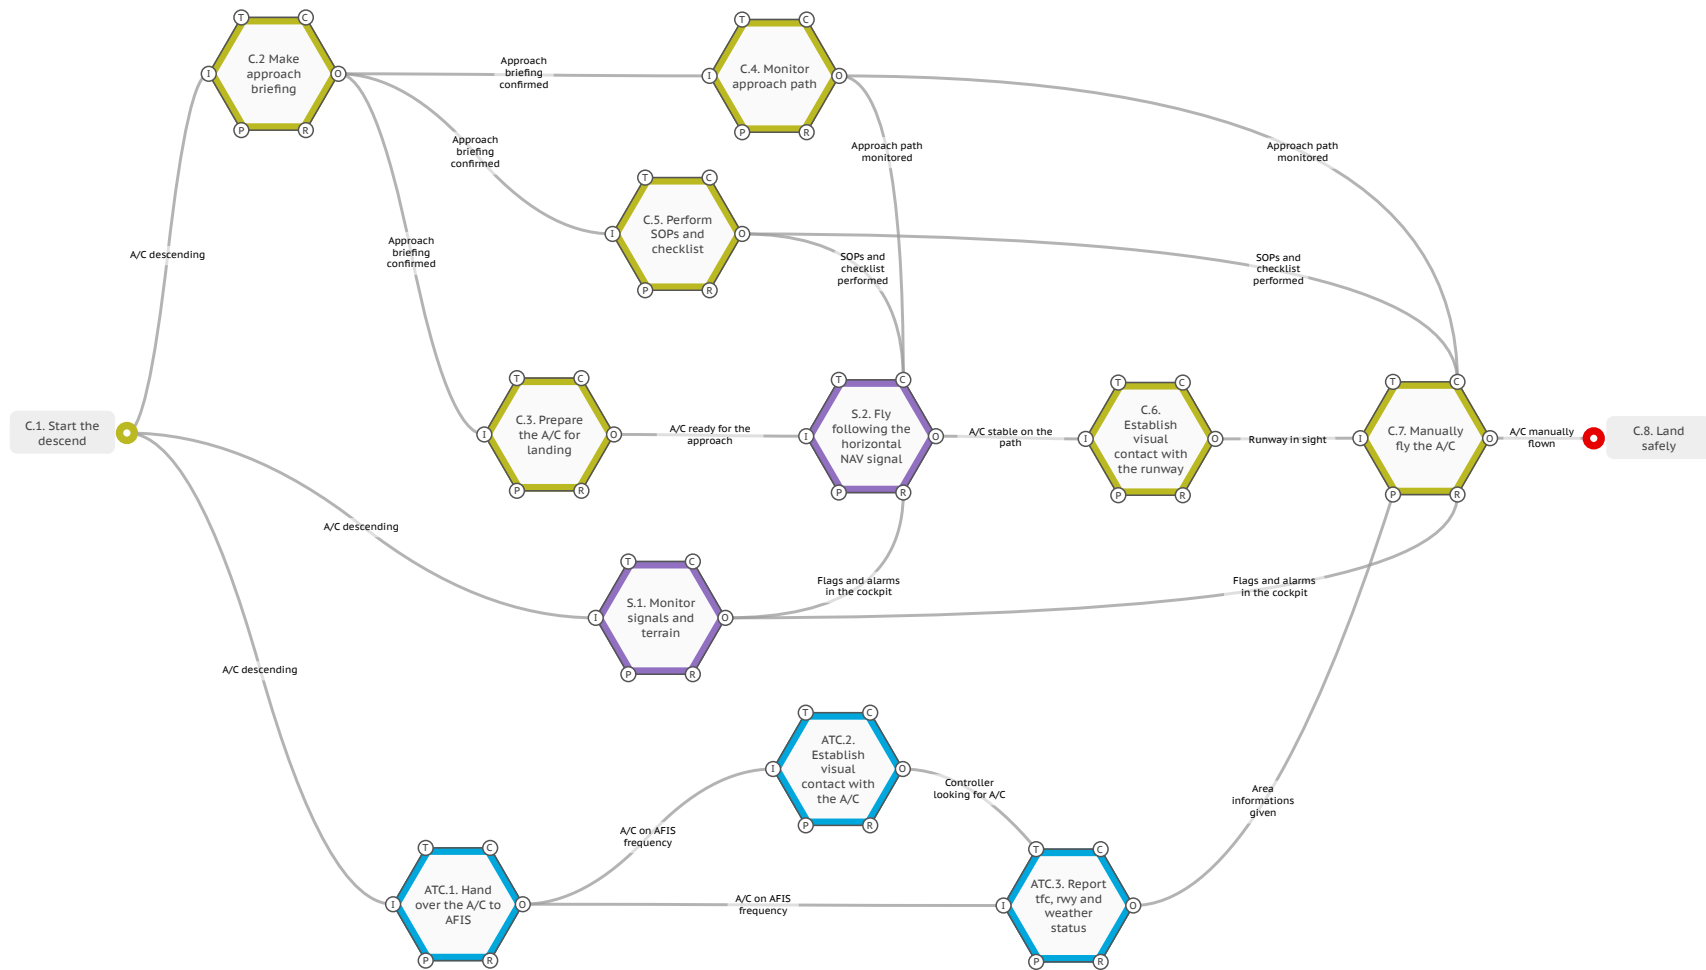 T
C
C.2 Make
approach
briefing
I
O
P
R
Approach
briefing
confirmed
T
C
C.4. Monitor
approach path
I
O
P
R
Approach
briefing
confirmed
Approach path
monitored
Approach path
monitored
T
C
C.5. Perform
SOPs and
checklist
I
O
P
R
A/C descending
Approach
briefing
confirmed
SOPs and
checklist
performed
SOPs and
checklist
performed
C.1. Start the
descend
T
C
C.3. Prepare
the A/C for
landing
I
O
P
R
A/C ready for the
approach
T
C
S.2. Fly
following the
horizontal
NAV signal
I
O
P
R
A/C stable on the
path
T
C
C.6.
Establish
visual
contact with
the runway
I
O
P
R
Runway in sight
T
C
C.7. Manually
fly the A/C
I
O
P
R
A/C manually
flown
C.8. Land
safely
A/C descending
T
C
S.1. Monitor
signals and
terrain
I
O
P
R
Flags and alarms
in the cockpit
Flags and alarms
in the cockpit
A/C descending
T
C
ATC.2.
Establish
visual
contact with
the A/C
I
O
P
R
Controller
looking for A/C
Area
informations
given
A/C on AFIS
frequency
T
C
ATC.1. Hand
over the A/C to
AFIS
I
O
P
R
A/C on AFIS
frequency
T
C
ATC.3. Report
tfc, rwy and
weather
status
I
O
P
R